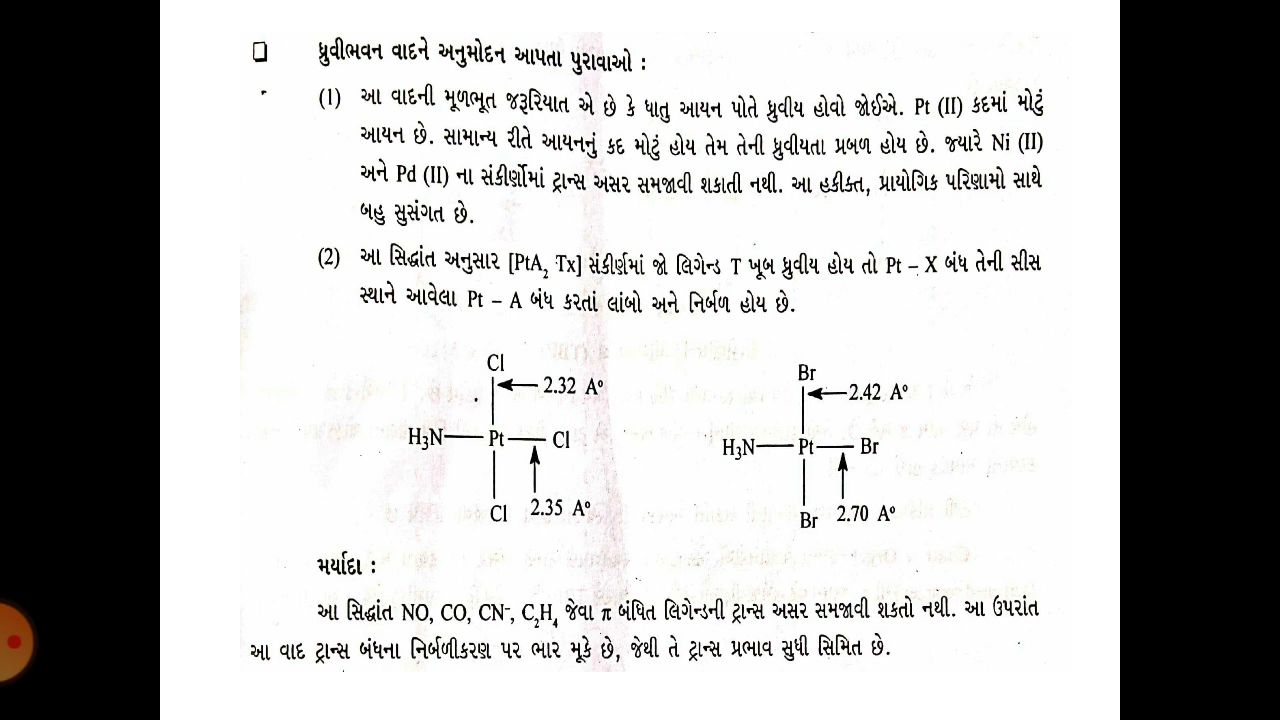 ❑ ધ્રુવીભવન વાદને અનુમોદન આપતા પુરાવાઓ :
(1) આ વાદની મૂળભૂત જરૂરિયાત એ છે કે ધાતુ આયન પોતે ધ્રુવીય હોવો જોઈએ. Pt (II) કદમાં મોટું
આયન છે. સામાન્ય રીતે આયનનું કદ મોટું હોય તેમ તેની ધ્રુવીયતા પ્રબળ હોય છે. જ્યારે Ni (II)
અને Pd (II) ના સંકીર્ણોમાં ટ્રાન્સ અસર સમજાવી શકાતી નથી. આ હકીક્ત, પ્રાયોગિક પરિણામો સાથે
બહુ સુસંગત છે.
(2) આ સિદ્ધાંત અનુસાર [PtA₂ Tx] સંકીર્ણમાં જો લિગેન્ડ T ખૂબ ધ્રુવીય હોય તો Pt – X બંધ તેની સીસ
સ્થાને આવેલા Pt – A બંધ કરતાં લાંબો અને નિર્બળ હોય છે.
Cl
2.32 A°
H₃N Pt Cl
Cl 2.35 A°
Br
2.42 A°
H₃N Pt Br
Br 2.70 A°
મર્યાદા :
આ સિદ્ધાંત NO, CO, CN⁻, C₂H₄ જેવા π બંધિત લિગેન્ડની ટ્રાન્સ અસર સમજાવી શકતો નથી. આ ઉપરાંત
આ વાદ ટ્રાન્સ બંધના નિર્બળીકરણ પર ભાર મૂકે છે, જેથી તે ટ્રાન્સ પ્રભાવ સુધી સિમિત છે.